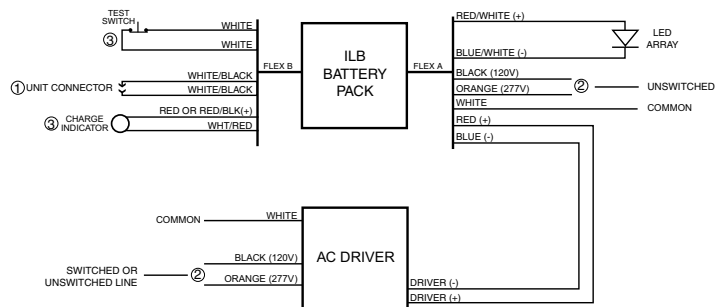 TEST
SWITCH
③
WHITE
WHITE
① UNIT CONNECTOR
WHITE/BLACK
WHITE/BLACK
③ CHARGE
INDICATOR
RED OR RED/BLK(+)
WHT/RED
FLEX B
ILB
BATTERY
PACK
FLEX A
RED/WHITE (+)
BLUE/WHITE (-)
LED
ARRAY
BLACK (120V)
ORANGE (277V)
② UNSWITCHED
WHITE
COMMON
RED (+)
BLUE (-)
COMMON
WHITE
SWITCHED OR
UNSWITCHED LINE
②
BLACK (120V)
ORANGE (277V)
AC DRIVER
DRIVER (-)
DRIVER (+)